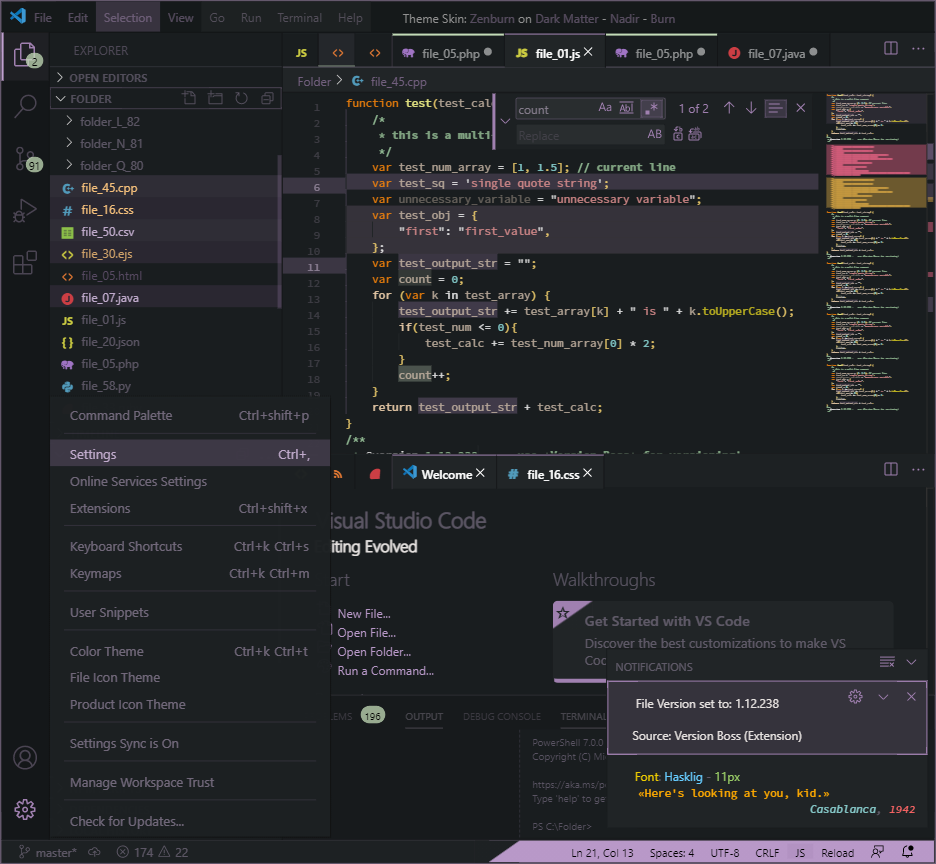 File Edit Selection View Go Run Terminal Help Theme Skin: Zenburn on Dark Matter - Nadir - Burn
2
EXPLORER
JS <> <> file_05.php file_01.js file_05.php file_07.java
OPEN EDITORS
Folder > file_45.cpp
FOLDER
folder_L_82
folder_N_81
folder_Q_80
91
file_45.cpp
file_16.css
file_50.csv
file_30.ejs
file_05.html
file_07.java
file_01.js
file_20.json
file_05.php
file_58.py
count Aa Abl .* 1 of 2
Replace AB
1 function test(test_calc
2 /*
3 * this is a multi
4 */
5 var test_num_array = [1, 1.5]; // current line
6 var test_sq = 'single quote string';
7 var unnecessary_variable = "unnecessary variable";
8 var test_obj = {
9 "first": "first_value",
10 };
11 var test_output_str = "";
12 var count = 0;
13 for (var k in test_array) {
14 test_output_str += test_array[k] + " is " + k.toUpperCase();
15 if(test_num <= 0){
16 test_calc += test_num_array[0] * 2;
17 }
18 count++;
}
return test_output_str + test_calc;
}
/**
Command Palette Ctrl+shift+p
Settings Ctrl+,
Online Services Settings
Extensions Ctrl+shift+x
Keyboard Shortcuts Ctrl+k Ctrl+s
Keymaps Ctrl+k Ctrl+m
User Snippets
Color Theme Ctrl+k Ctrl+t
File Icon Theme
Product Icon Theme
Settings Sync is On
Manage Workspace Trust
Check for Updates...
Welcome file_16.css
isual Studio Code
iting Evolved
art
New File...
Open File...
Open Folder...
Run a Command...
Walkthroughs
Get Started with VS Code
Discover the best customizations to make VS
Coc
NOTIFICATIONS
File Version set to: 1.12.238
Source: Version Boss (Extension)
Font: Hasklig - 11px
«Here's looking at you, kid.»
Casablanca, 1942
LEMS 196 OUTPUT DEBUG CONSOLE TERMINAL
PowerShell 7.0.0
Copyright (C) Mi
https://aka.ms/p
Type 'help' to ge
PS C:\Folder>
master* 174 22 Ln 21, Col 13 Spaces: 4 UTF-8 CRLF JS Reload